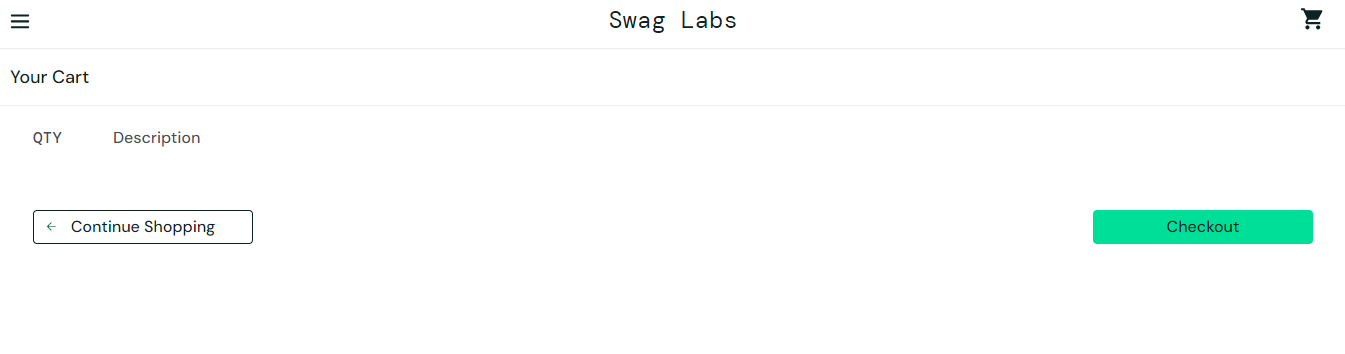 Swag Labs
Your Cart
QTY Description
Continue Shopping
Checkout